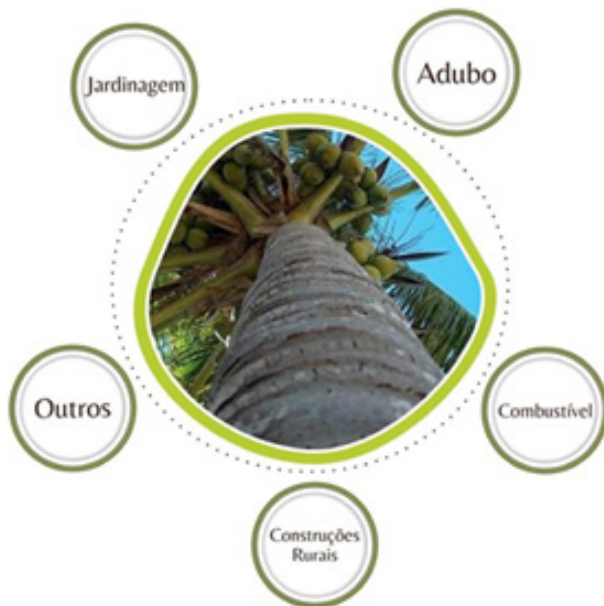 Jardinagem
Adubo
Outros
Combustível
Construções
Rurais